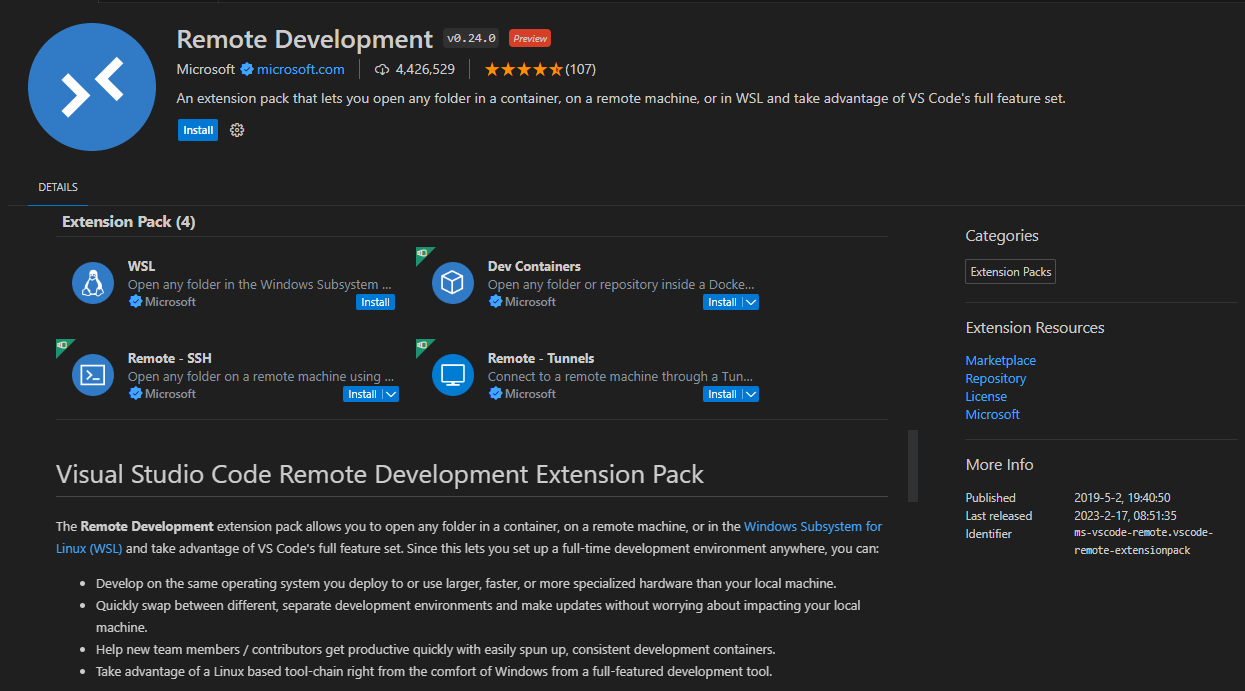 Remote Development v0.24.0 Preview
Microsoft microsoft.com 4,426,529 (107)
An extension pack that lets you open any folder in a container, on a remote machine, or in WSL and take advantage of VS Code's full feature set.
Install
DETAILS
Extension Pack (4)
WSL
Open any folder in the Windows Subsystem ...
Microsoft Install
Dev Containers
Open any folder or repository inside a Docke...
Microsoft Install
Remote - SSH
Open any folder on a remote machine using ...
Microsoft Install
Remote - Tunnels
Connect to a remote machine through a Tun...
Microsoft Install
Visual Studio Code Remote Development Extension Pack
The Remote Development extension pack allows you to open any folder in a container, on a remote machine, or in the Windows Subsystem for
Linux (WSL) and take advantage of VS Code's full feature set. Since this lets you set up a full-time development environment anywhere, you can:
• Develop on the same operating system you deploy to or use larger, faster, or more specialized hardware than your local machine.
• Quickly swap between different, separate development environments and make updates without worrying about impacting your local
machine.
• Help new team members / contributors get productive quickly with easily spun up, consistent development containers.
• Take advantage of a Linux based tool-chain right from the comfort of Windows from a full-featured development tool.
Categories
Extension Packs
Extension Resources
Marketplace
Repository
License
Microsoft
More Info
Published 2019-5-2, 19:40:50
Last released 2023-2-17, 08:51:35
Identifier ms-vscode-remote.vscode-
remote-extensionpack